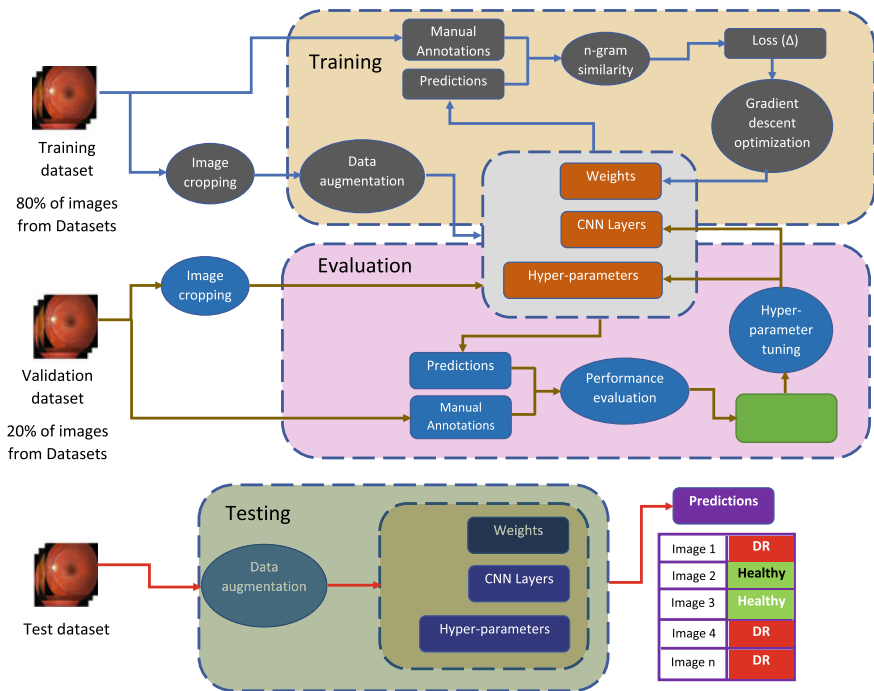 Training
Manual
Annotations
Predictions
n-gram
similarity
Loss (Δ)
Gradient
descent
optimization
Training
dataset
80% of images
from Datasets
Image
cropping
Data
augmentation
Weights
CNN Layers
Hyper-parameters
Evaluation
Image
cropping
Validation
dataset
20% of images
from Datasets
Predictions
Manual
Annotations
Performance
evaluation
Hyper-
parameter
tuning
Testing
Test dataset
Data
augmentation
Weights
CNN Layers
Hyper-parameters
Predictions
Image 1 DR
Image 2 Healthy
Image 3 Healthy
Image 4 DR
Image n DR